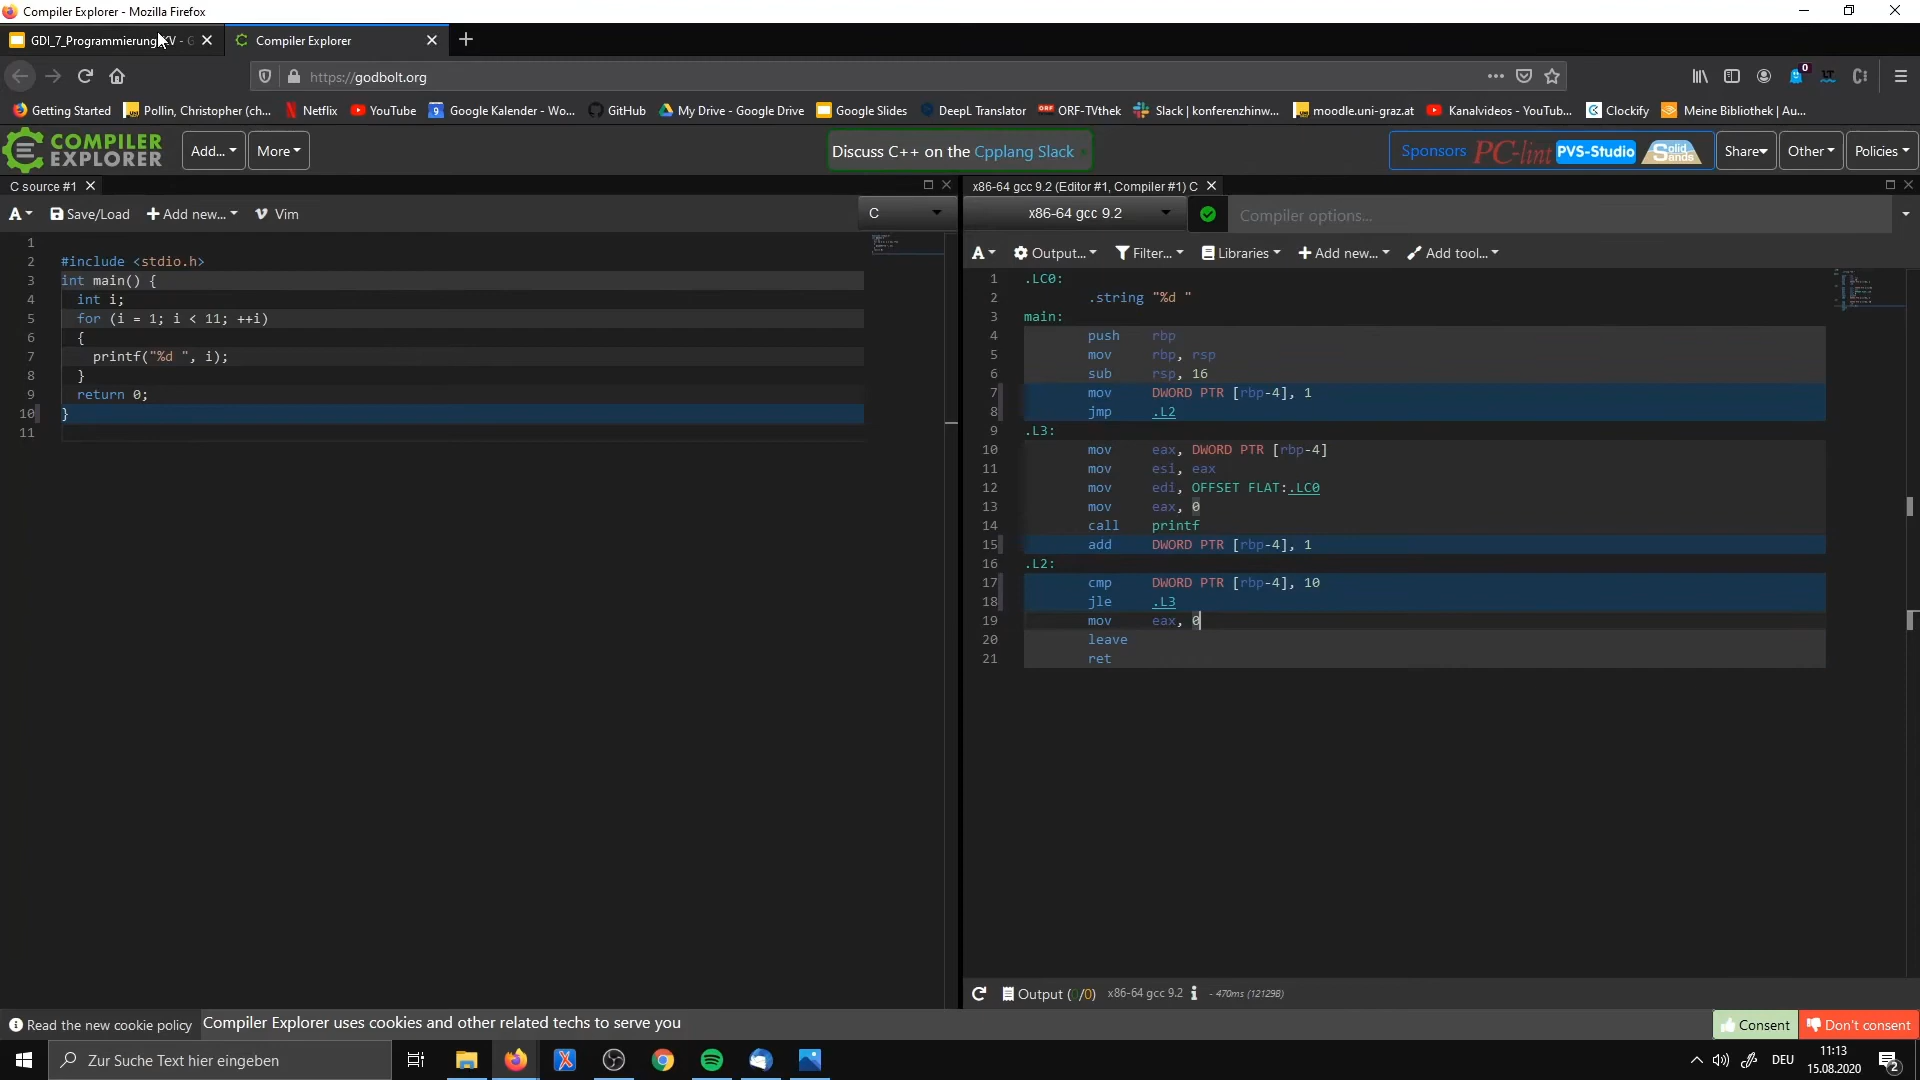 Compiler Explorer - Mozilla Firefox
GDI_7_Programmierung KV - G
Compiler Explorer
https://godbolt.org
0
Getting Started
Pollin, Christopher (ch...
Netflix
YouTube
Google Kalender - Wo...
GitHub
My Drive - Google Drive
Google Slides
DeepL Translator
ORF-TVthek
Slack | konferenzhinw...
moodle.uni-graz.at
Kanalvideos - YouTub...
Clockify
Meine Bibliothek | Au...
COMPILER
EXPLORER
Add...
More
Discuss C++ on the Cpplang Slack
Sponsors
PC-lint
PVS-Studio
Solid
Sands
Share
Other
Policies
C source #1
A
Save/Load
Add new...
Vim
C
1
2 #include <stdio.h>
3 int main() {
4 int i;
5 for (i = 1; i < 11; ++i)
6 {
7 printf("%d ", i);
8 }
9 return 0;
10 }
11
x86-64 gcc 9.2 (Editor #1, Compiler #1) C
x86-64 gcc 9.2
Compiler options...
A
Output...
Filter...
Libraries
Add new...
Add tool...
1 .LC0:
2 .string "%d "
3 main:
4 push rbp
5 mov rbp, rsp
6 sub rsp, 16
7 mov DWORD PTR [rbp-4], 1
8 jmp .L2
9 .L3:
10 mov eax, DWORD PTR [rbp-4]
11 mov esi, eax
12 mov edi, OFFSET FLAT:.LC0
13 mov eax, 0
14 call printf
15 add DWORD PTR [rbp-4], 1
16 .L2:
17 cmp DWORD PTR [rbp-4], 10
18 jle .L3
19 mov eax, 0
20 leave
21 ret
Output (0/0) x86-64 gcc 9.2 i - 470ms (12129B)
Read the new cookie policy
Compiler Explorer uses cookies and other related techs to serve you
Consent
Don't consent
Zur Suche Text hier eingeben
DEU
11:13
15.08.2020
2